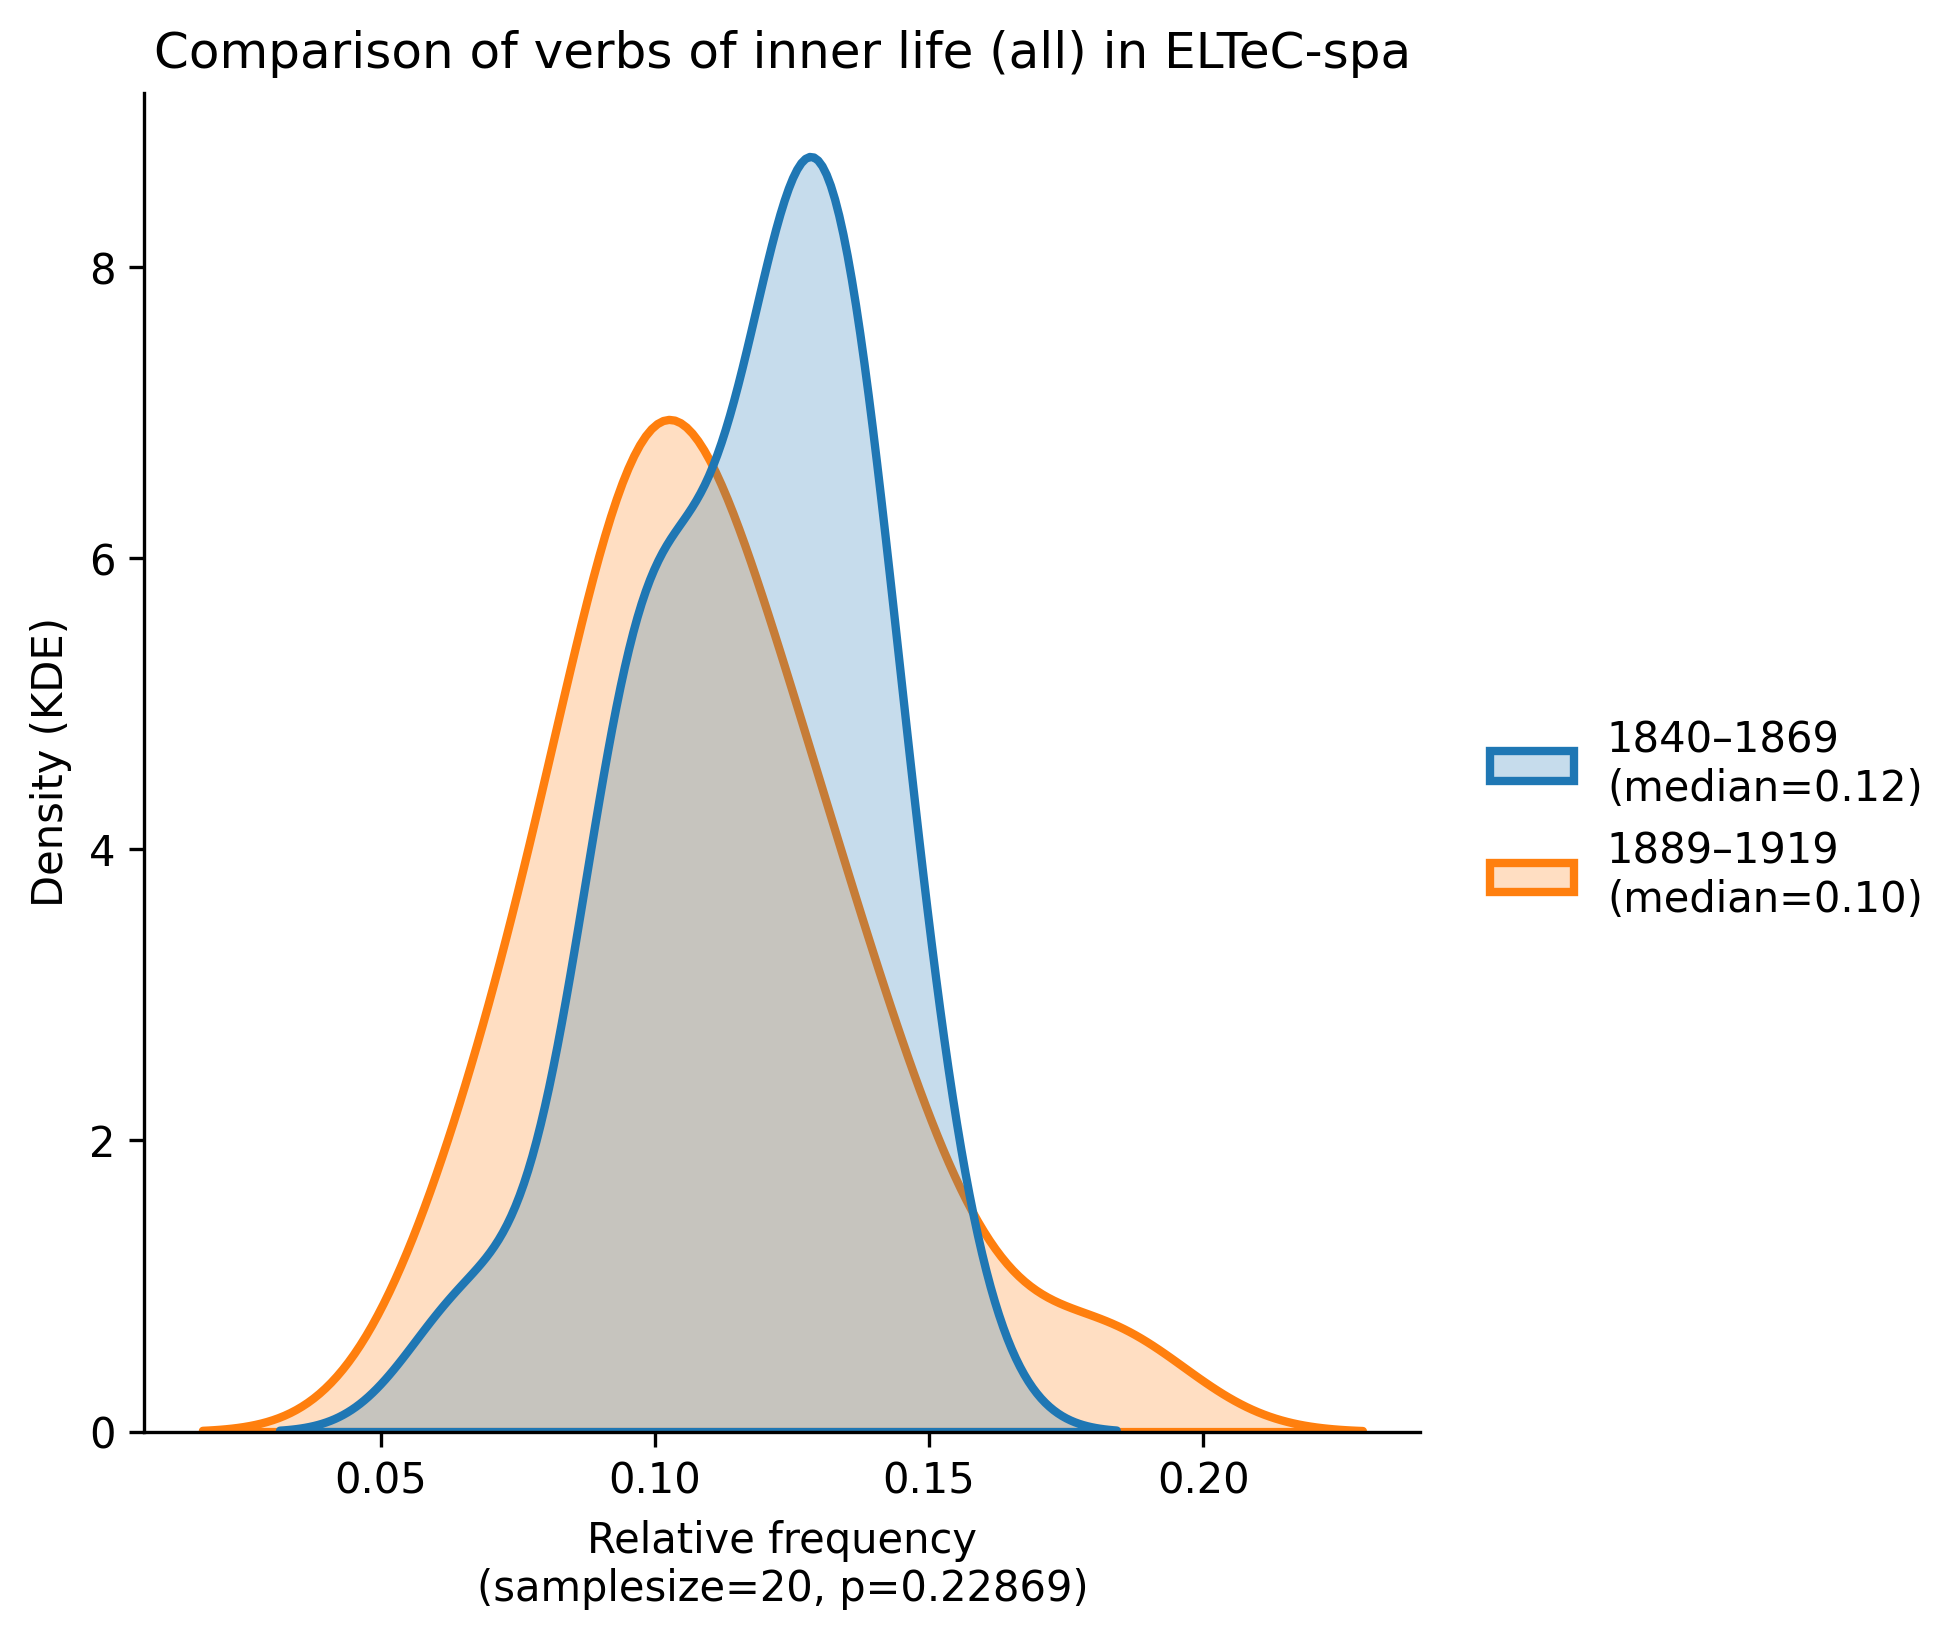 Comparison of verbs of inner life (all) in ELTeC-spa
Density (KDE)
8
6
4
2
0
0.05
0.10
0.15
0.20
Relative frequency
(samplesize=20, p=0.22869)
1840–1869
(median=0.12)
1889–1919
(median=0.10)